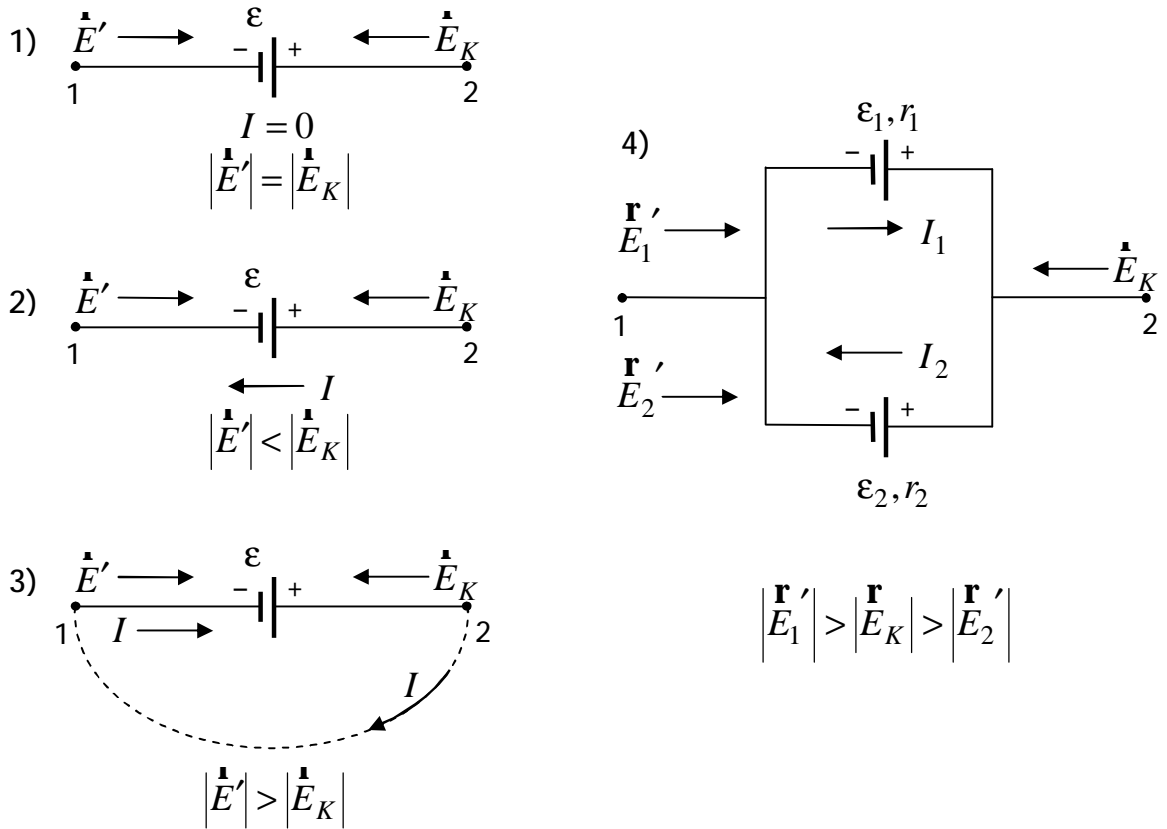 1)
E′ ε E_K
− +
1 2
I = 0
|E′| = |E_K|
2)
E′ ε E_K
− +
1 2
I
|E′| < |E_K|
3)
E′ ε E_K
− +
1 I 2
I
|E′| > |E_K|
4)
ε₁, r₁
− +
r
E₁′
I₁
E_K
1 2
r
E₂′
I₂
− +
ε₂, r₂
r r r
|E₁′| > |E_K| > |E₂′|